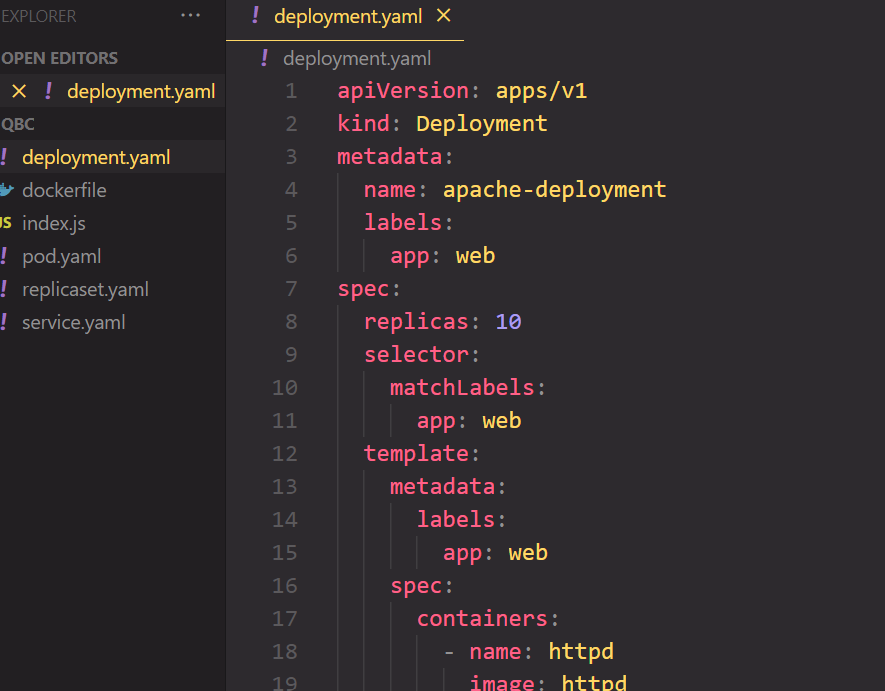 EXPLORER ···
OPEN EDITORS
! deployment.yaml
QBC
! deployment.yaml
dockerfile
JS index.js
! pod.yaml
! replicaset.yaml
! service.yaml
! deployment.yaml
! deployment.yaml
1 apiVersion: apps/v1
2 kind: Deployment
3 metadata:
4 name: apache-deployment
5 labels:
6 app: web
7 spec:
8 replicas: 10
9 selector:
10 matchLabels:
11 app: web
12 template:
13 metadata:
14 labels:
15 app: web
16 spec:
17 containers:
18 - name: httpd
19 image: httpd